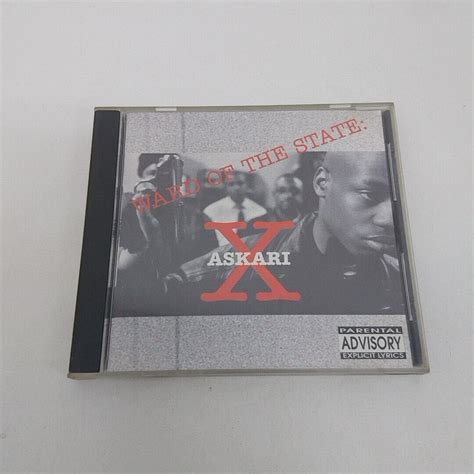 WARD OF THE STATE:
X
ASKARI
PARENTAL
ADVISORY
EXPLICIT LYRICS